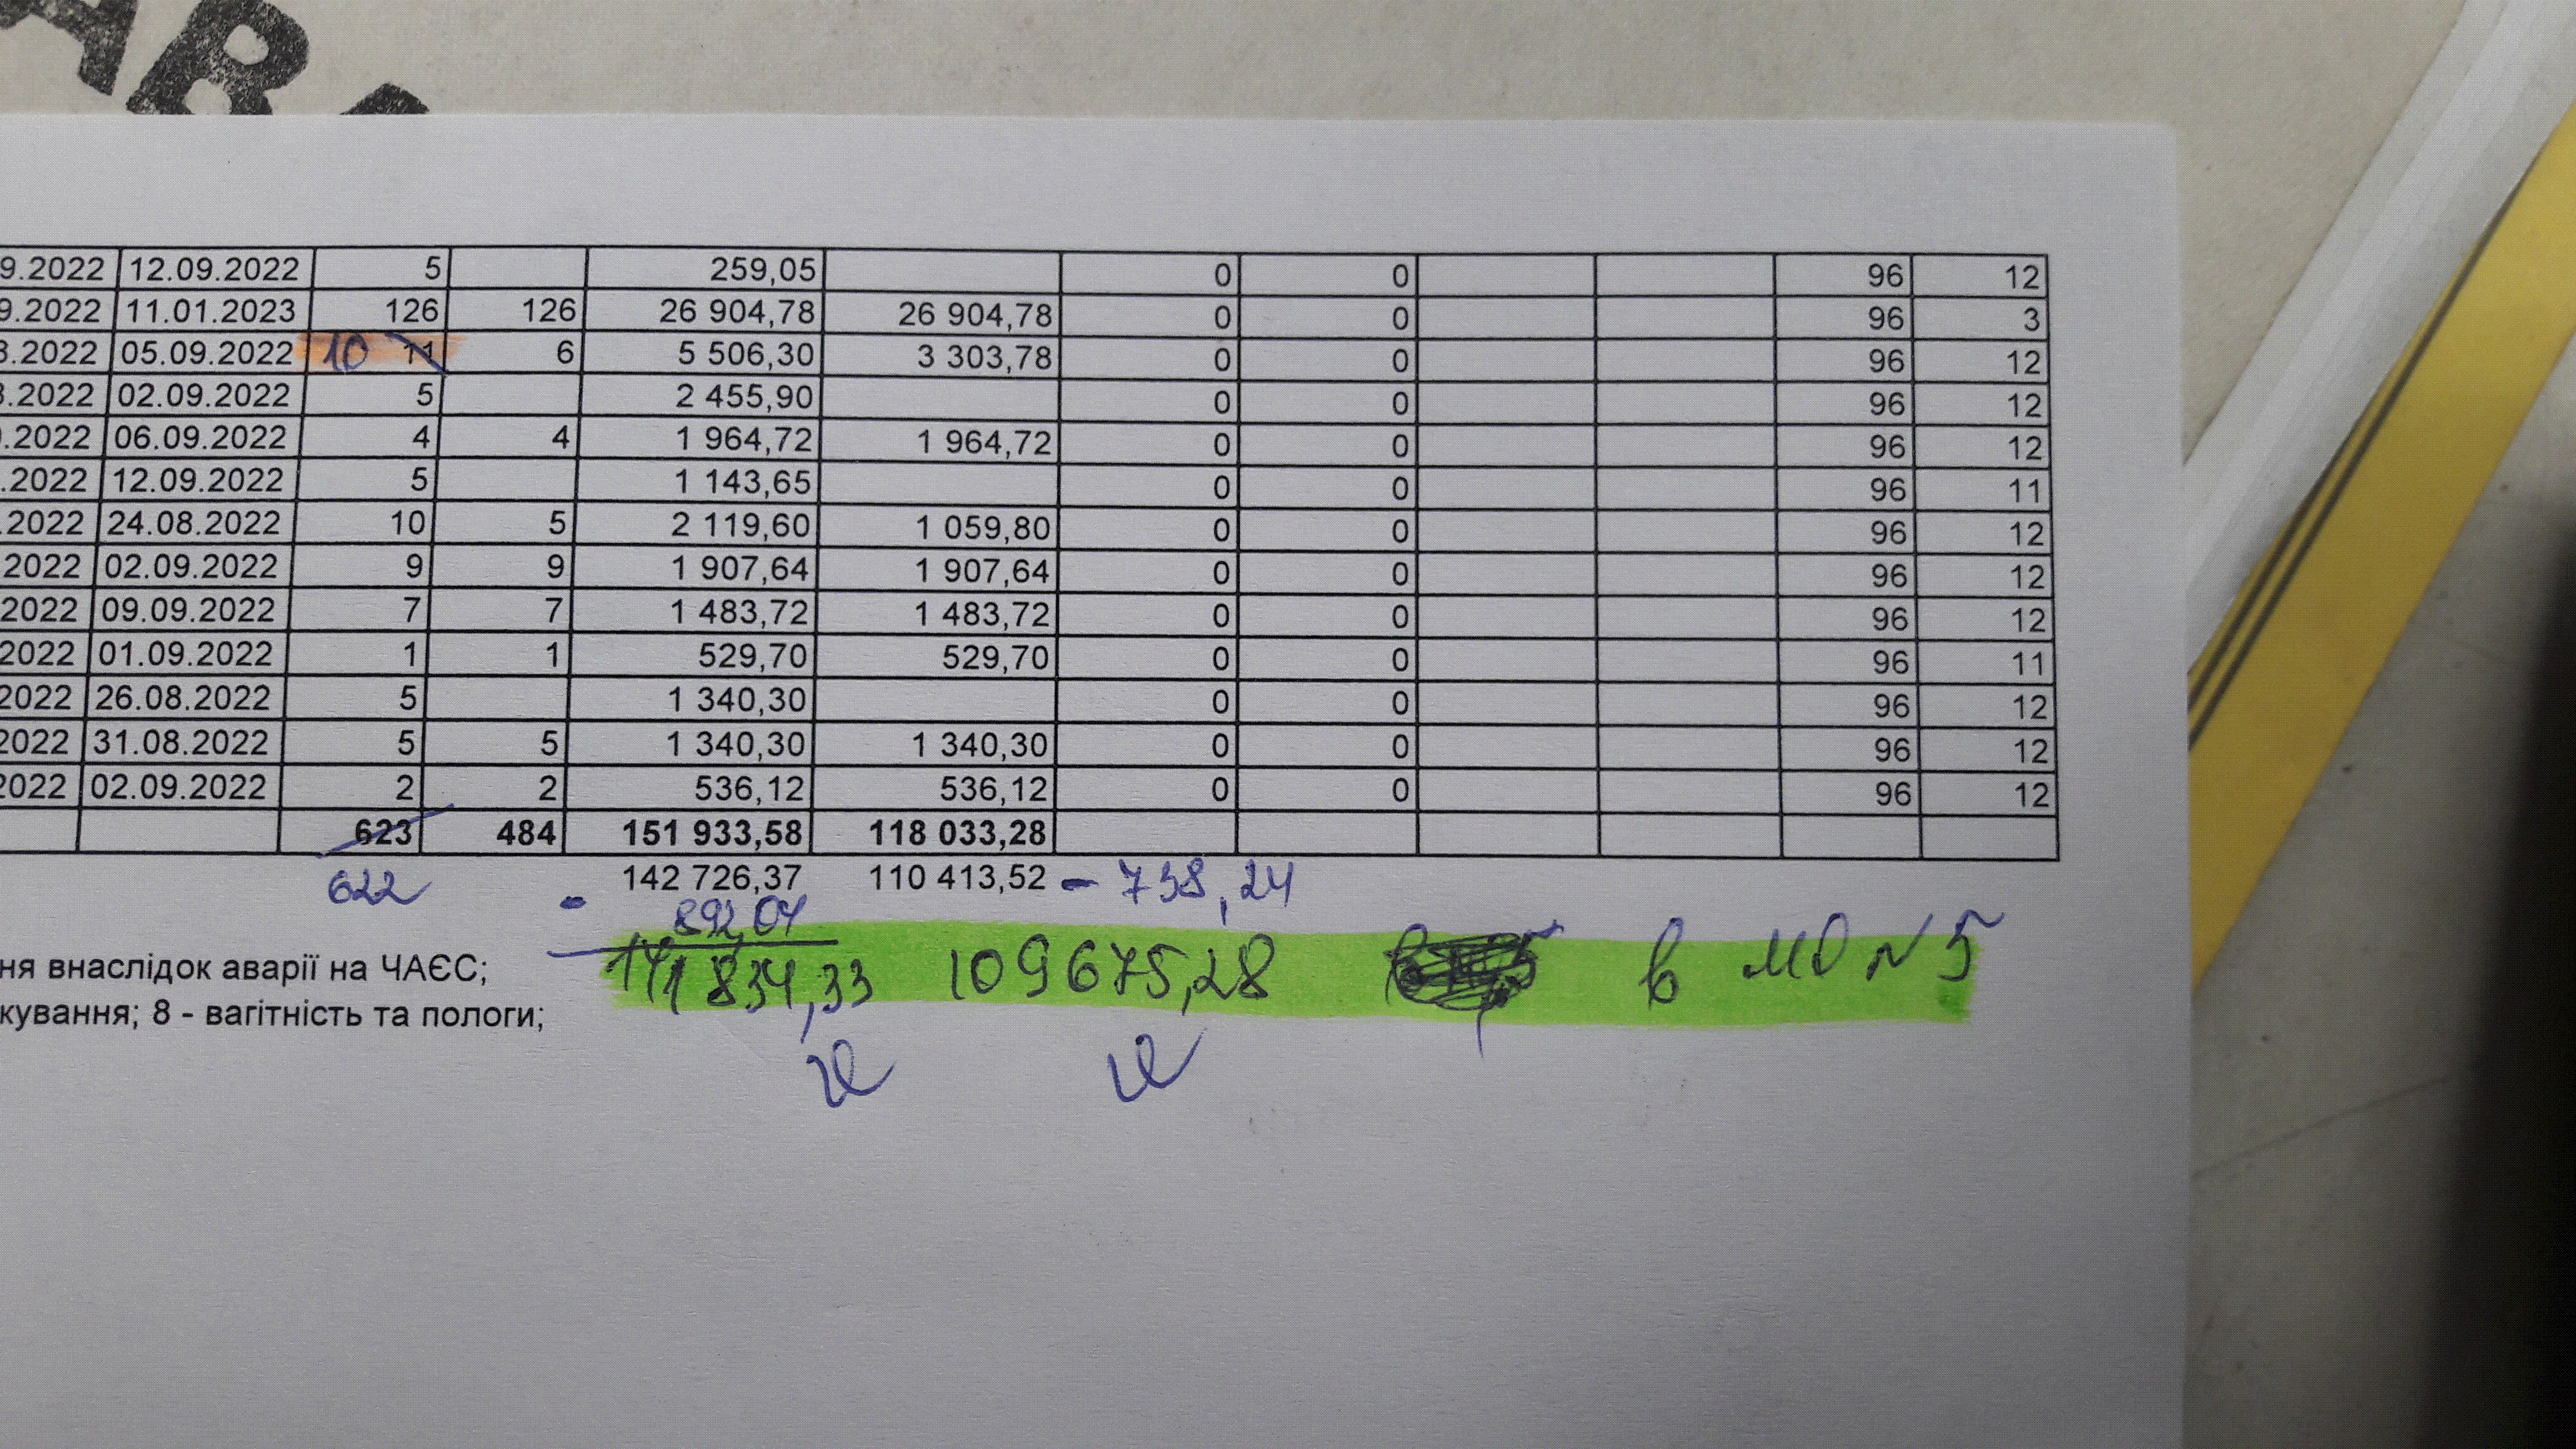 9.2022 12.09.2022 5 259,05 0 0 96 12
9.2022 11.01.2023 126 126 26 904,78 26 904,78 0 0 96 3
8.2022 05.09.2022 10 11 6 5 506,30 3 303,78 0 0 96 12
8.2022 02.09.2022 5 2 455,90 0 0 96 12
.2022 06.09.2022 4 4 1 964,72 1 964,72 0 0 96 12
.2022 12.09.2022 5 1 143,65 0 0 96 11
.2022 24.08.2022 10 5 2 119,60 1 059,80 0 0 96 12
2022 02.09.2022 9 9 1 907,64 1 907,64 0 0 96 12
2022 09.09.2022 7 7 1 483,72 1 483,72 0 0 96 12
2022 01.09.2022 1 1 529,70 529,70 0 0 96 11
2022 26.08.2022 5 1 340,30 0 0 96 12
2022 31.08.2022 5 5 1 340,30 1 340,30 0 0 96 12
2022 02.09.2022 2 2 536,12 536,12 0 0 96 12
623 484 151 933,58 118 033,28
622 142 726,37 110 413,52 - 738,24
- 892,04
141 834,33 109675,28 в МО N5
ня внаслідок аварії на ЧАЄС;
кування; 8 - вагітність та пологи;